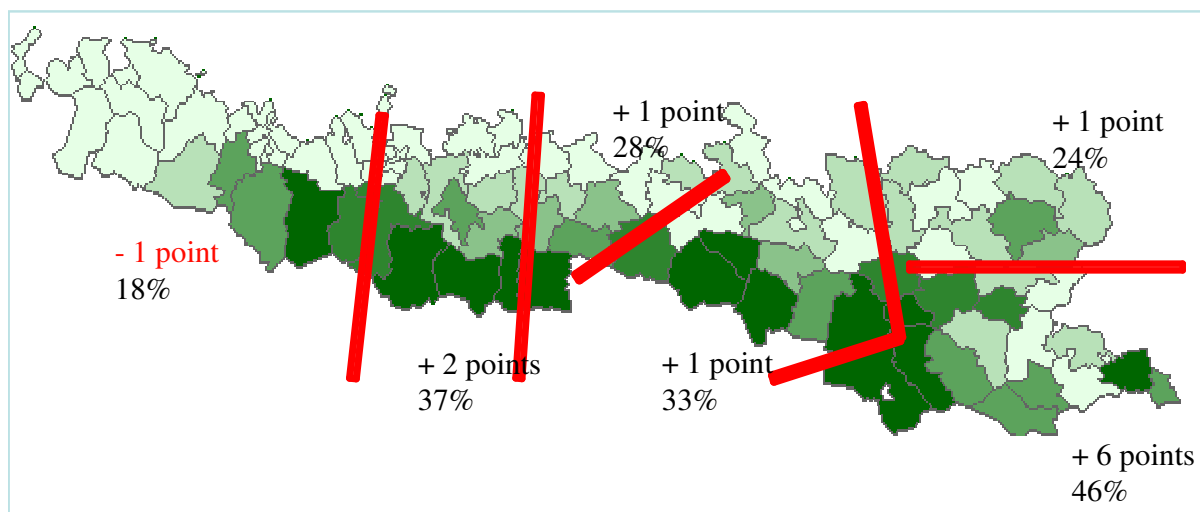 + 1 point
28%
+ 1 point
24%
- 1 point
18%
+ 2 points
37%
+ 1 point
33%
+ 6 points
46%